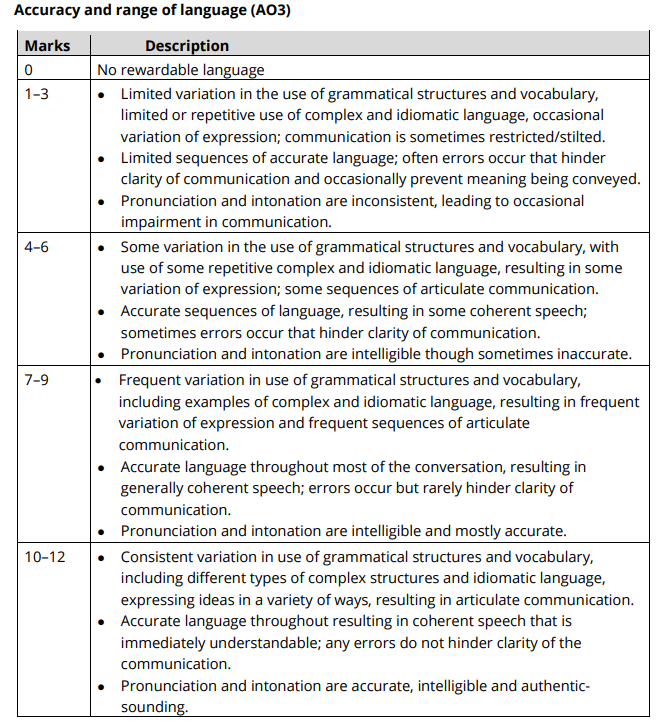 Accuracy and range of language (AO3)
Marks Description
0 No rewardable language
1–3 • Limited variation in the use of grammatical structures and vocabulary,
limited or repetitive use of complex and idiomatic language, occasional
variation of expression; communication is sometimes restricted/stilted.
• Limited sequences of accurate language; often errors occur that hinder
clarity of communication and occasionally prevent meaning being conveyed.
• Pronunciation and intonation are inconsistent, leading to occasional
impairment in communication.
4–6 • Some variation in the use of grammatical structures and vocabulary, with
use of some repetitive complex and idiomatic language, resulting in some
variation of expression; some sequences of articulate communication.
• Accurate sequences of language, resulting in some coherent speech;
sometimes errors occur that hinder clarity of communication.
• Pronunciation and intonation are intelligible though sometimes inaccurate.
7–9 • Frequent variation in use of grammatical structures and vocabulary,
including examples of complex and idiomatic language, resulting in frequent
variation of expression and frequent sequences of articulate
communication.
• Accurate language throughout most of the conversation, resulting in
generally coherent speech; errors occur but rarely hinder clarity of
communication.
• Pronunciation and intonation are intelligible and mostly accurate.
10–12 • Consistent variation in use of grammatical structures and vocabulary,
including different types of complex structures and idiomatic language,
expressing ideas in a variety of ways, resulting in articulate communication.
• Accurate language throughout resulting in coherent speech that is
immediately understandable; any errors do not hinder clarity of the
communication.
• Pronunciation and intonation are accurate, intelligible and authentic-
sounding.